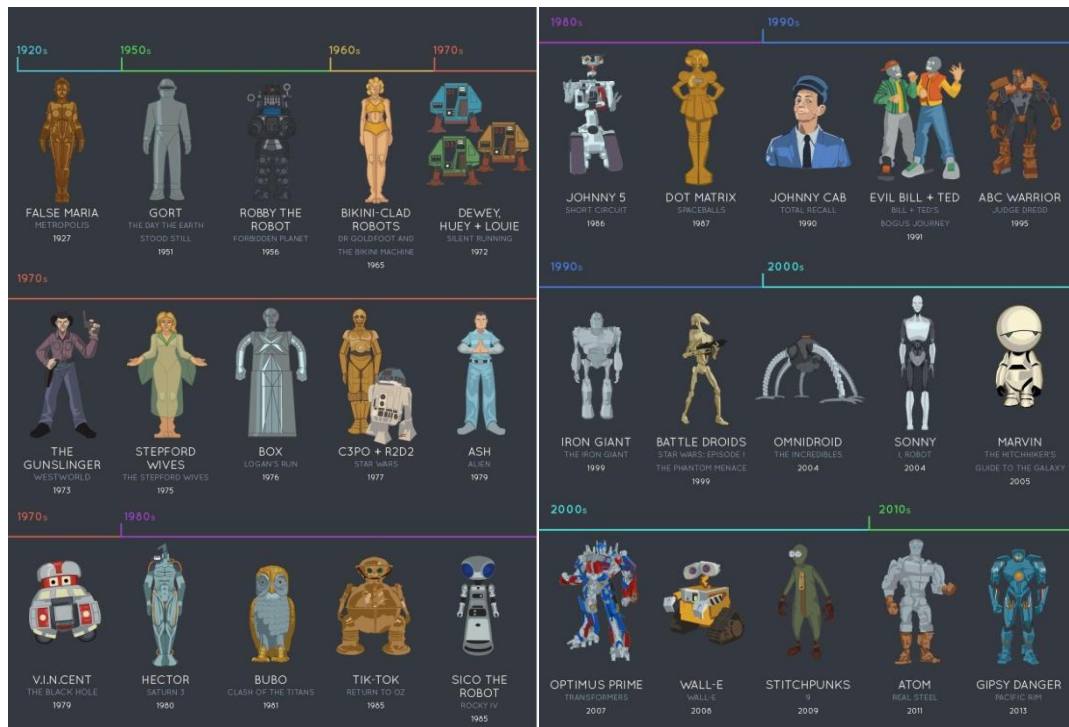 1920s
1950s
1960s
1970s
FALSE MARIA
METROPOLIS
1927
GORT
THE DAY THE EARTH
STOOD STILL
1951
ROBBY THE
ROBOT
FORBIDDEN PLANET
1956
BIKINI-CLAD
ROBOTS
DR GOLDFOOT AND
THE BIKINI MACHINE
1965
DEWEY,
HUEY + LOUIE
SILENT RUNNING
1972
1970s
THE
GUNSLINGER
WESTWORLD
1973
STEPFORD
WIVES
THE STEPFORD WIVES
1975
BOX
LOGAN'S RUN
1976
C3PO + R2D2
STAR WARS
1977
ASH
ALIEN
1979
1970s
1980s
V.I.N.CENT
THE BLACK HOLE
1979
HECTOR
SATURN 3
1980
BUBO
CLASH OF THE TITANS
1981
TIK-TOK
RETURN TO OZ
1985
SICO THE
ROBOT
ROCKY IV
1985
1980s
1990s
JOHNNY 5
SHORT CIRCUIT
1986
DOT MATRIX
SPACEBALLS
1987
JOHNNY CAB
TOTAL RECALL
1990
EVIL BILL + TED
BILL + TED'S
BOGUS JOURNEY
1991
ABC WARRIOR
JUDGE DREDD
1995
1990s
2000s
IRON GIANT
THE IRON GIANT
1999
BATTLE DROIDS
STAR WARS: EPISODE I
THE PHANTOM MENACE
1999
OMNIDROID
THE INCREDIBLES
2004
SONNY
I, ROBOT
2004
MARVIN
THE HITCHHIKER'S
GUIDE TO THE GALAXY
2005
2000s
2010s
OPTIMUS PRIME
TRANSFORMERS
2007
WALL-E
WALL-E
2008
STITCHPUNKS
9
2009
ATOM
REAL STEEL
2011
GIPSY DANGER
PACIFIC RIM
2013